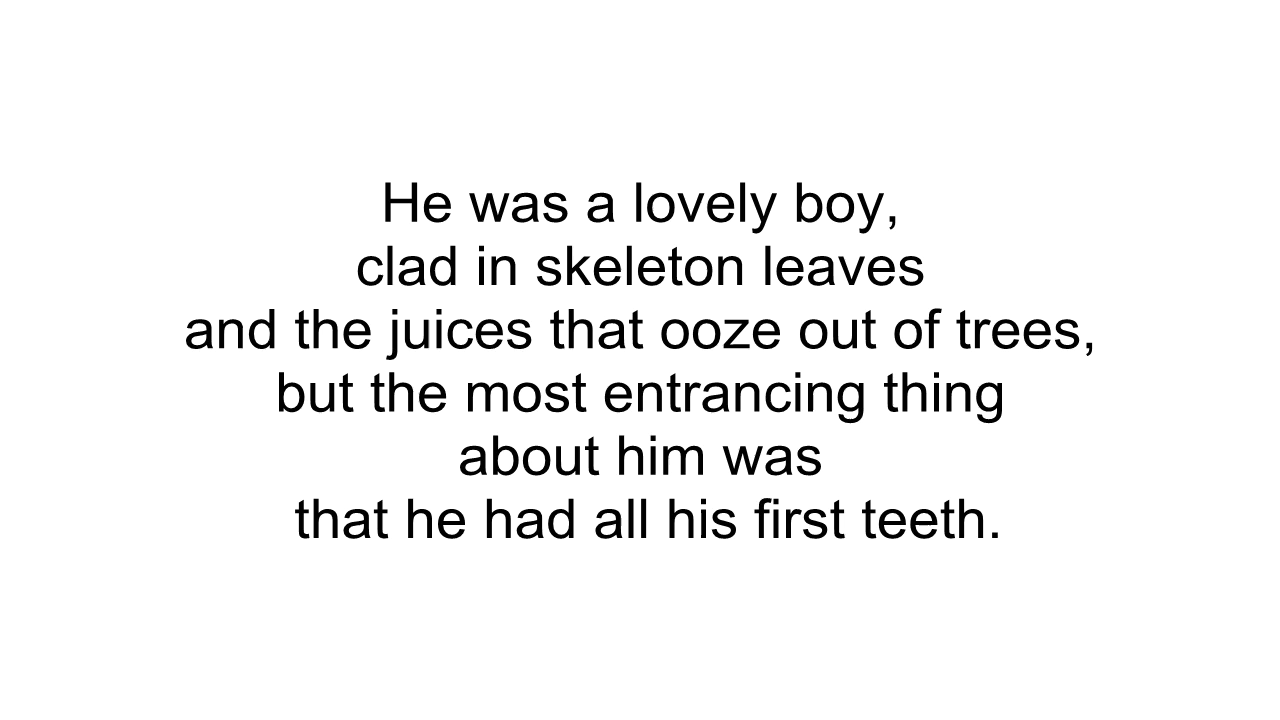 He was a lovely boy,
clad in skeleton leaves
and the juices that ooze out of trees,
but the most entrancing thing
about him was
that he had all his first teeth.